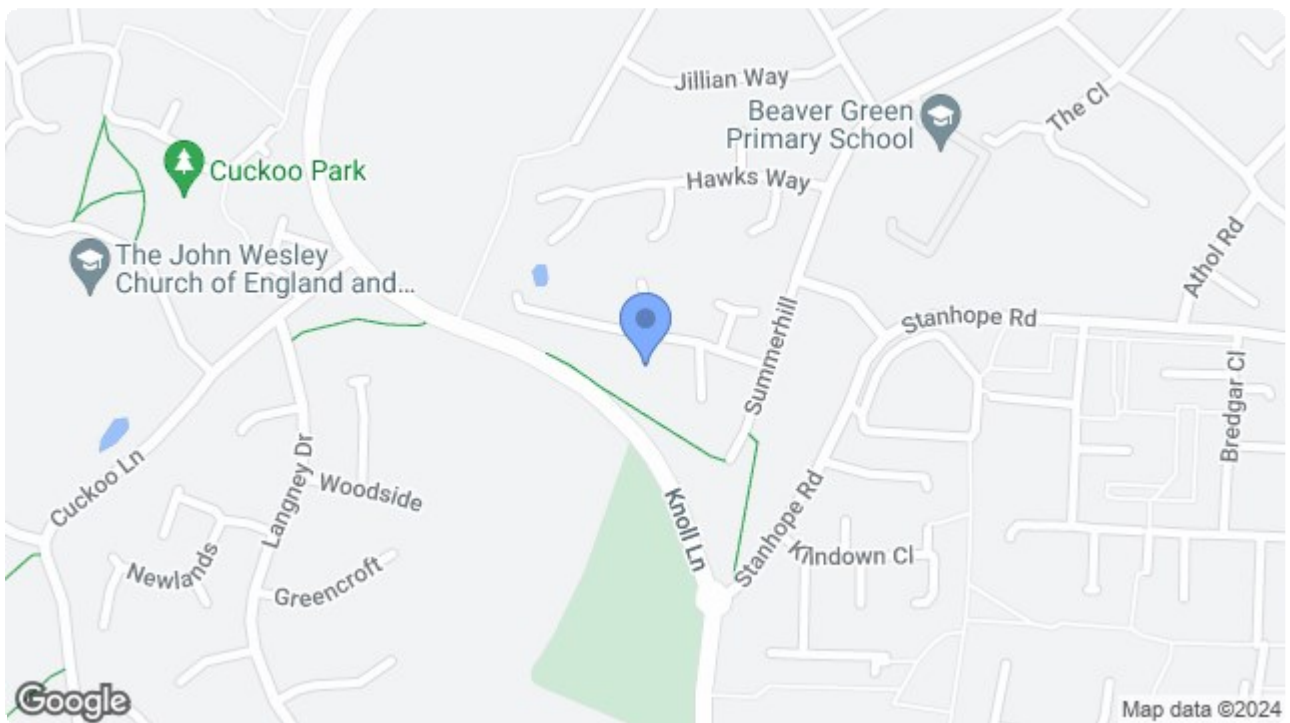 Jillian Way
Beaver Green
Primary School
The Cl
Cuckoo Park
Hawks Way
The John Wesley
Church of England and...
Athol Rd
Summerhill
Stanhope Rd
Bredgar Cl
Cuckoo Ln
Langney Dr
Woodside
Knoll Ln
Stanhope Rd
Newlands
Greencroft
Kilndown Cl
Google
Map data ©2024